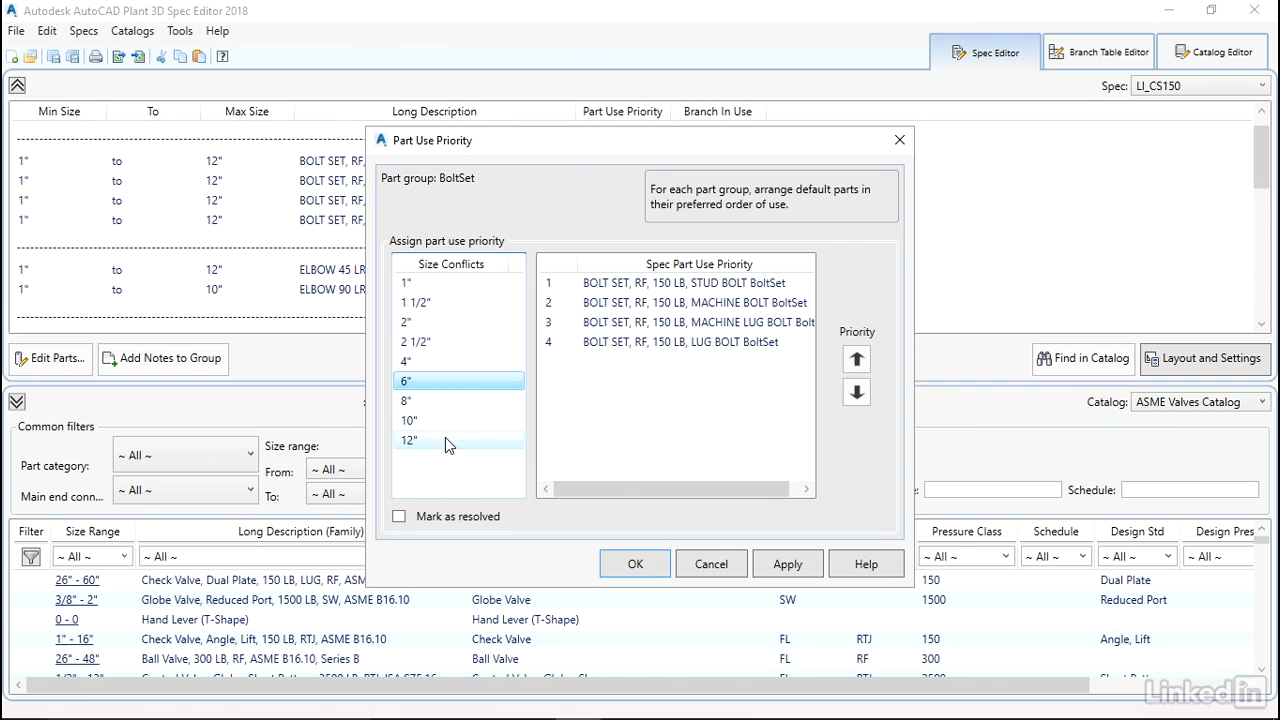 Autodesk AutoCAD Plant 3D Spec Editor 2018
File Edit Specs Catalogs Tools Help
Spec Editor Branch Table Editor Catalog Editor
Spec: LI_CS150
Min Size To Max Size Long Description Part Use Priority Branch In Use
1" to 12" BOLT SET, RF,
1" to 12" BOLT SET, RF,
1" to 12" BOLT SET, RF,
1" to 12" BOLT SET, RF,
1" to 12" ELBOW 45 LR
1" to 10" ELBOW 90 LR
Part Use Priority
Part group: BoltSet
For each part group, arrange default parts in
their preferred order of use.
Assign part use priority
Size Conflicts
1"
1 1/2"
2"
2 1/2"
4"
6"
8"
10"
12"
Spec Part Use Priority
1 BOLT SET, RF, 150 LB, STUD BOLT BoltSet
2 BOLT SET, RF, 150 LB, MACHINE BOLT BoltSet
3 BOLT SET, RF, 150 LB, MACHINE LUG BOLT Bolt
4 BOLT SET, RF, 150 LB, LUG BOLT BoltSet
Priority
Mark as resolved
OK Cancel Apply Help
Edit Parts... Add Notes to Group Find in Catalog Layout and Settings
Catalog: ASME Valves Catalog
Common filters
Part category: ~ All ~
Main end conn... ~ All ~
Size range:
From: ~ All ~
To: ~ All ~
Schedule:
Filter Size Range Long Description (Family) Pressure Class Schedule Design Std Design Pres
~ All ~ ~ All ~ ~ All ~ ~ All ~ ~ All ~ ~ All ~
26" - 60" Check Valve, Dual Plate, 150 LB, LUG, RF, ASM 150 Dual Plate
3/8" - 2" Globe Valve, Reduced Port, 1500 LB, SW, ASME B16.10 Globe Valve SW 1500 Reduced Port
0 - 0 Hand Lever (T-Shape) Hand Lever (T-Shape)
1" - 16" Check Valve, Angle, Lift, 150 LB, RTJ, ASME B16.10 Check Valve FL RTJ 150 Angle, Lift
26" - 48" Ball Valve, 300 LB, RF, ASME B16.10, Series B Ball Valve FL RF 300
LinkedIn